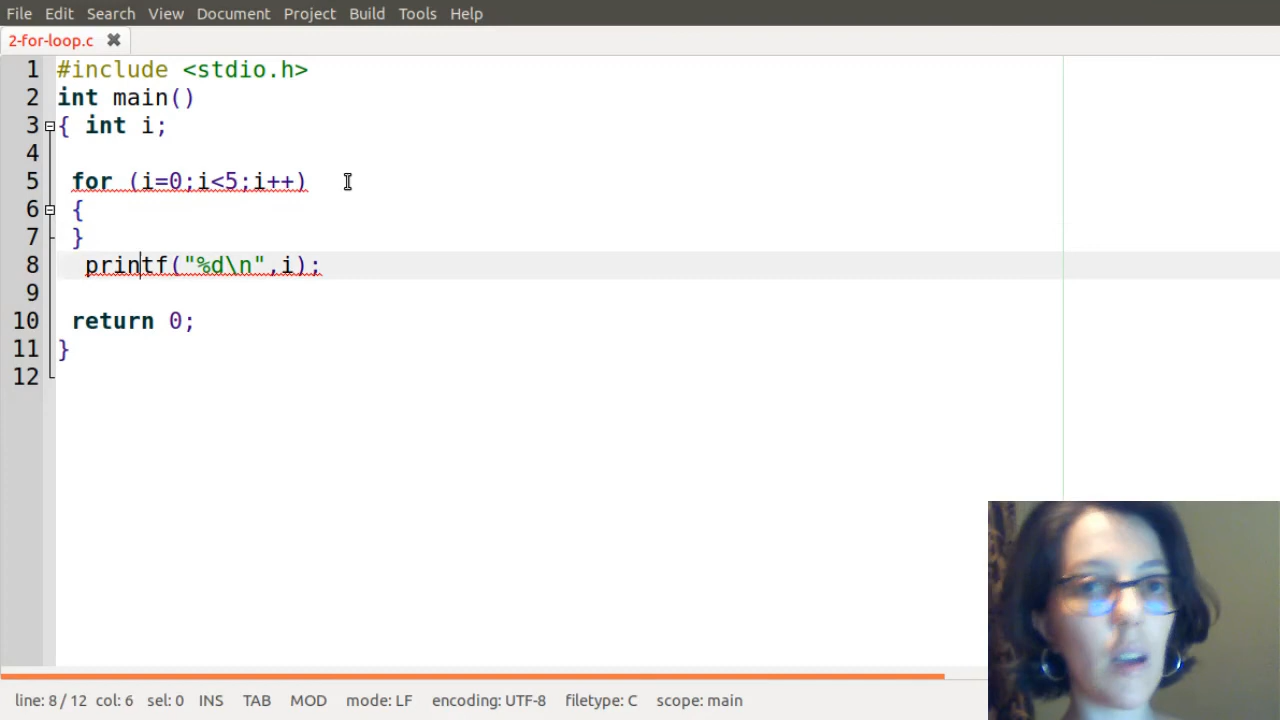 File Edit Search View Document Project Build Tools Help
2-for-loop.c
1 #include <stdio.h>
2 int main()
3 { int i;
4
5 for (i=0;i<5;i++)
6 {
7 }
8 printf("%d\n",i);
9
10 return 0;
11 }
12
line: 8 / 12 col: 6 sel: 0 INS TAB MOD mode: LF encoding: UTF-8 filetype: C scope: main